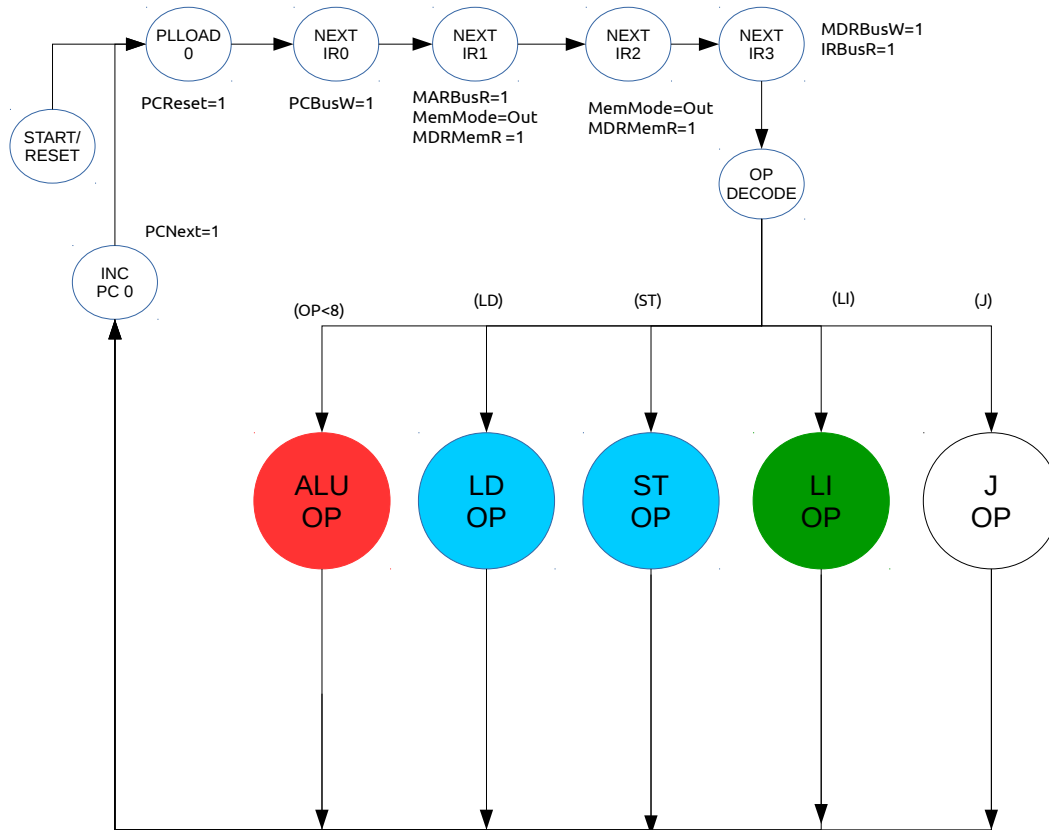 PLLOAD
0
NEXT
IR0
NEXT
IR1
NEXT
IR2
NEXT
IR3
MDRBusW=1
IRBusR=1
PCReset=1
PCBusW=1
MARBusR=1
MemMode=Out
MDRMemR =1
MemMode=Out
MDRMemR=1
START/
RESET
OP
DECODE
PCNext=1
INC
PC 0
(OP<8)
(LD)
(ST)
(LI)
(J)
ALU
OP
LD
OP
ST
OP
LI
OP
J
OP